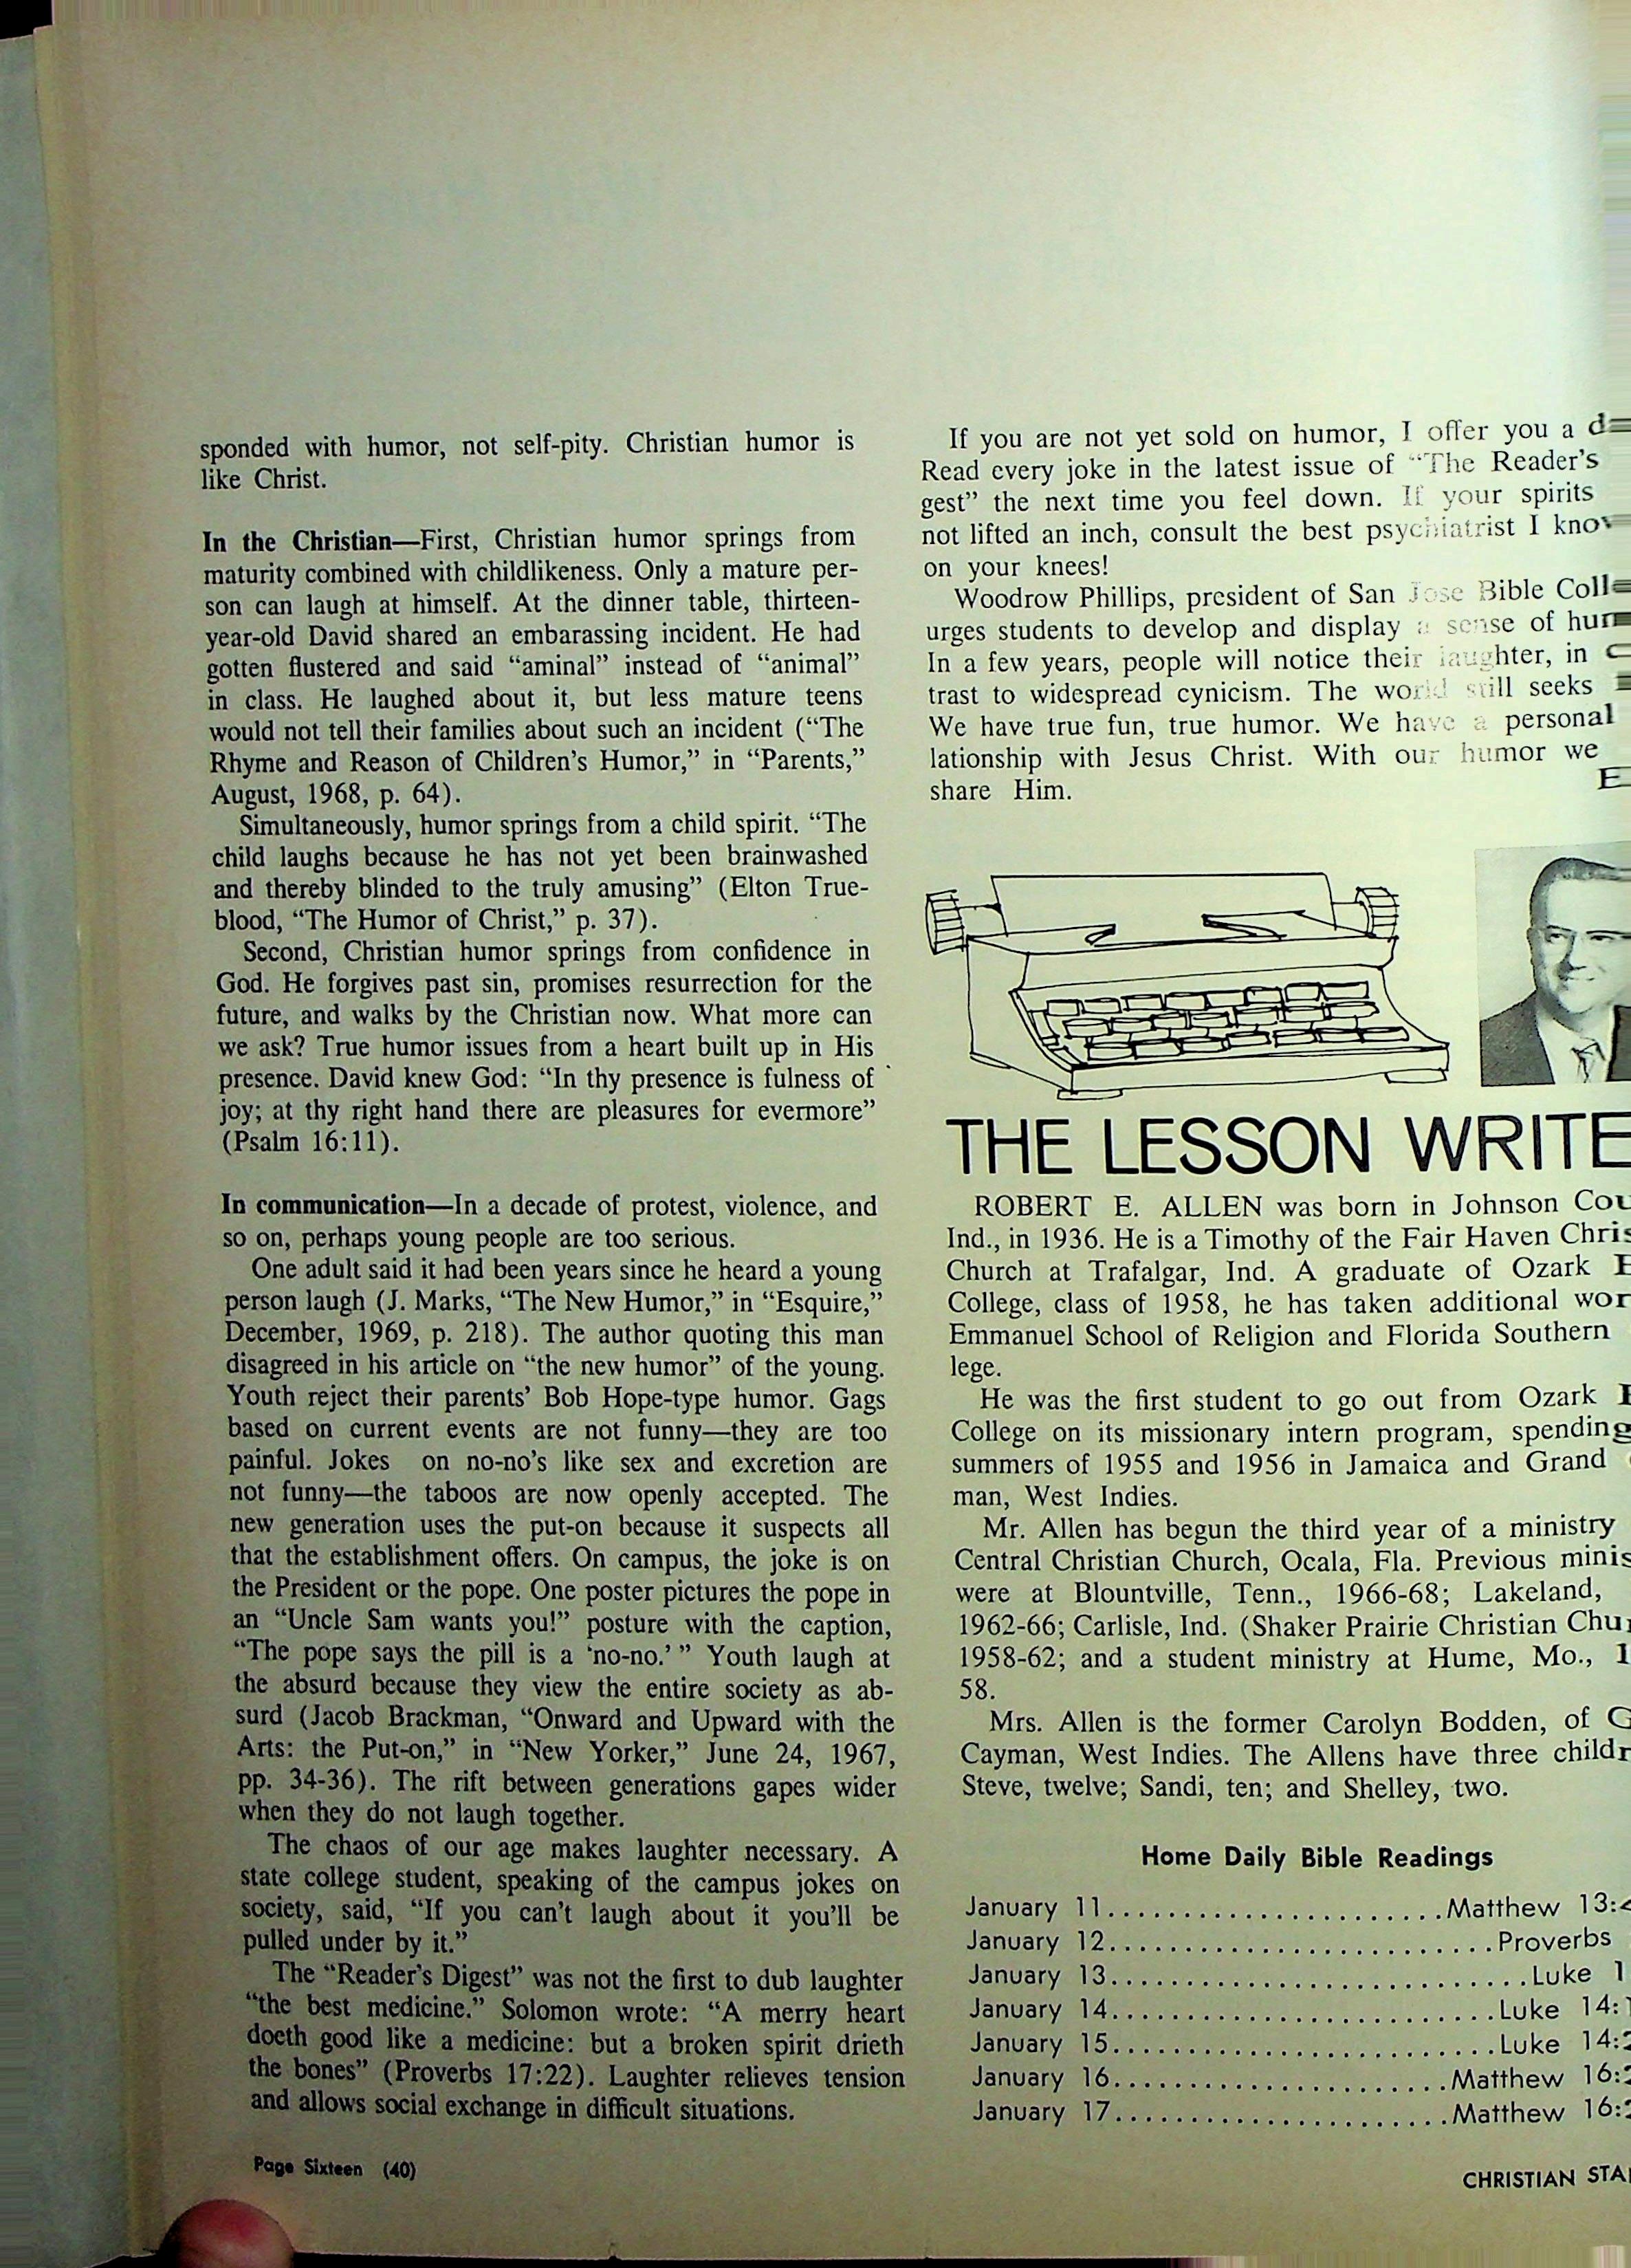 sponded with humor, not self-pity. Christian humor is
like Christ.
In the Christian—First, Christian humor springs from
maturity combined with childlikeness. Only a mature per-
son can laugh at himself. At the dinner table, thirteen-
year-old David shared an embarassing incident. He had
gotten flustered and said “aminal” instead of “animal”
in class. He laughed about it, but less mature teens
would not tell their families about such an incident (“The
Rhyme and Reason of Children’s Humor,” in “Parents,”
August, 1968, p. 64).
Simultaneously, humor springs from a child spirit. “The
child laughs because he has not yet been brainwashed
and thereby blinded to the truly amusing” (Elton True-
blood, “The Humor of Christ,” p. 37).
Second, Christian humor springs from confidence in
God. He forgives past sin, promises resurrection for the
future, and walks by the Christian now. What more can
we ask? True humor issues from a heart built up in His
presence. David knew God: “In thy presence is fulness of
joy; at thy right hand there are pleasures for evermore”
(Psalm 16:11).
In communication—In a decade of protest, violence, and
so on, perhaps young people are too serious.
One adult said it had been years since he heard a young
person laugh (J. Marks, “The New Humor,” in “Esquire,”
December, 1969, p. 218). The author quoting this man
disagreed in his article on “the new humor” of the young.
Youth reject their parents’ Bob Hope-type humor. Gags
based on current events are not funny—they are too
painful. Jokes on no-no’s like sex and excretion are
not funny—the taboos are now openly accepted. The
new generation uses the put-on because it suspects all
that the establishment offers. On campus, the joke is on
the President or the pope. One poster pictures the pope in
an “Uncle Sam wants you!” posture with the caption,
“The pope says the pill is a ‘no-no.’ ” Youth laugh at
the absurd because they view the entire society as ab-
surd (Jacob Brackman, “Onward and Upward with the
Arts: the Put-on,” in “New Yorker,” June 24, 1967,
pp. 34-36). The rift between generations gapes wider
when they do not laugh together.
The chaos of our age makes laughter necessary. A
state college student, speaking of the campus jokes on
society, said, “If you can’t laugh about it you’ll be
pulled under by it.”
The “Reader’s Digest” was not the first to dub laughter
“the best medicine.” Solomon wrote: “A merry heart
doeth good like a medicine: but a broken spirit drieth
the bones” (Proverbs 17:22). Laughter relieves tension
and allows social exchange in difficult situations.
Page Sixteen (40)
If you are not yet sold on humor, I offer you a
Read every joke in the latest issue of “The Reader’s
gest” the next time you feel down. If your spirits
not lifted an inch, consult the best psychiatrist I know
on your knees!
Woodrow Phillips, president of San Jose Bible Coll
urges students to develop and display a sense of hum
In a few years, people will notice their laughter, in
trast to widespread cynicism. The world still seeks
We have true fun, true humor. We have a personal
lationship with Jesus Christ. With our humor we
share Him.
THE LESSON WRITE
ROBERT E. ALLEN was born in Johnson Cou
Ind., in 1936. He is a Timothy of the Fair Haven Chris
Church at Trafalgar, Ind. A graduate of Ozark
College, class of 1958, he has taken additional wor
Emmanuel School of Religion and Florida Southern
lege.
He was the first student to go out from Ozark
College on its missionary intern program, spending
summers of 1955 and 1956 in Jamaica and Grand
man, West Indies.
Mr. Allen has begun the third year of a ministry
Central Christian Church, Ocala, Fla. Previous minis
were at Blountville, Tenn., 1966-68; Lakeland,
1962-66; Carlisle, Ind. (Shaker Prairie Christian Chu
1958-62; and a student ministry at Hume, Mo., 1
58.
Mrs. Allen is the former Carolyn Bodden, of G
Cayman, West Indies. The Allens have three childr
Steve, twelve; Sandi, ten; and Shelley, two.
Home Daily Bible Readings
January 11......................Matthew 13:
January 12.........................Proverbs
January 13...........................Luke 1
January 14.........................Luke 14:
January 15.........................Luke 14:
January 16......................Matthew 16:
January 17......................Matthew 16:
CHRISTIAN STA